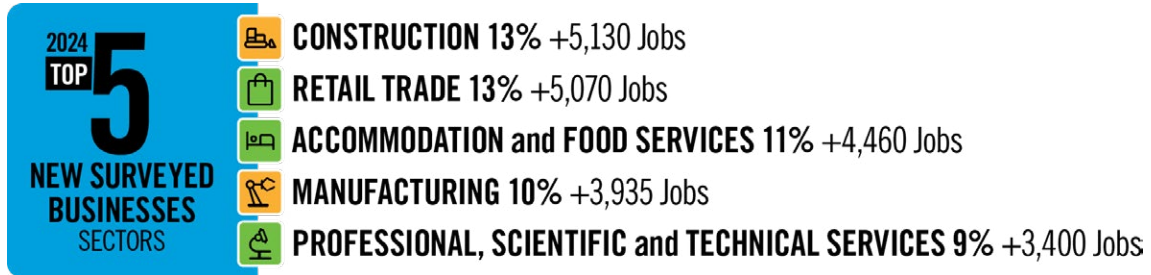 2024
TOP
5
NEW SURVEYED
BUSINESSES
SECTORS
CONSTRUCTION 13% +5,130 Jobs
RETAIL TRADE 13% +5,070 Jobs
ACCOMMODATION and FOOD SERVICES 11% +4,460 Jobs
MANUFACTURING 10% +3,935 Jobs
PROFESSIONAL, SCIENTIFIC and TECHNICAL SERVICES 9% +3,400 Jobs